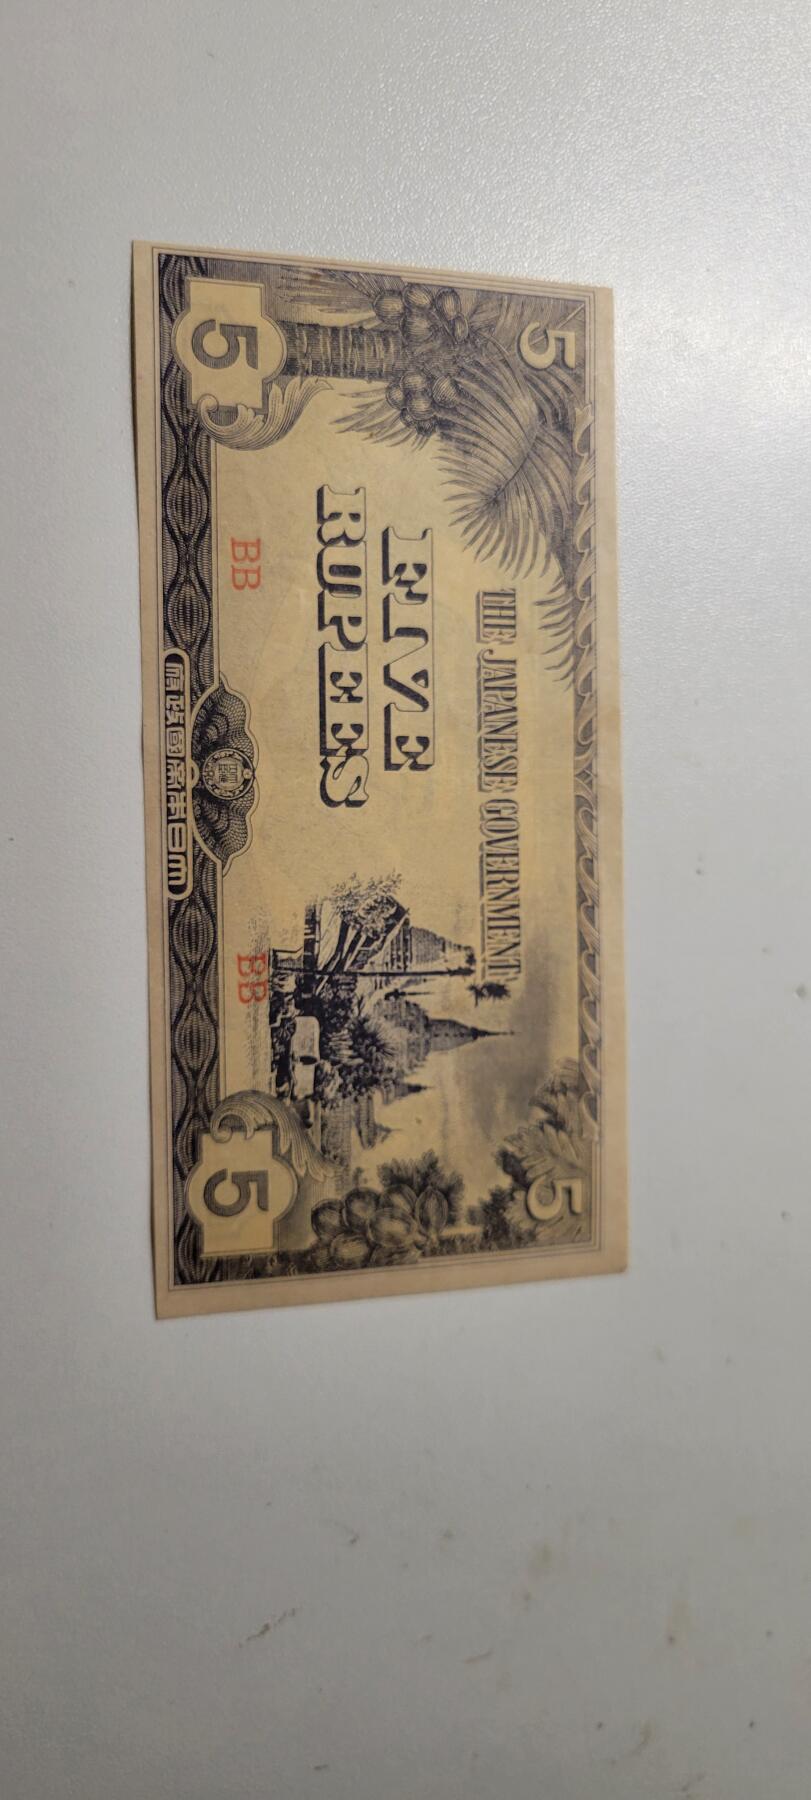 5 5
THE JAPANESE GOVERNMENT
FIVE
RUPEES
BB BB
5 5
府政國帝本日大